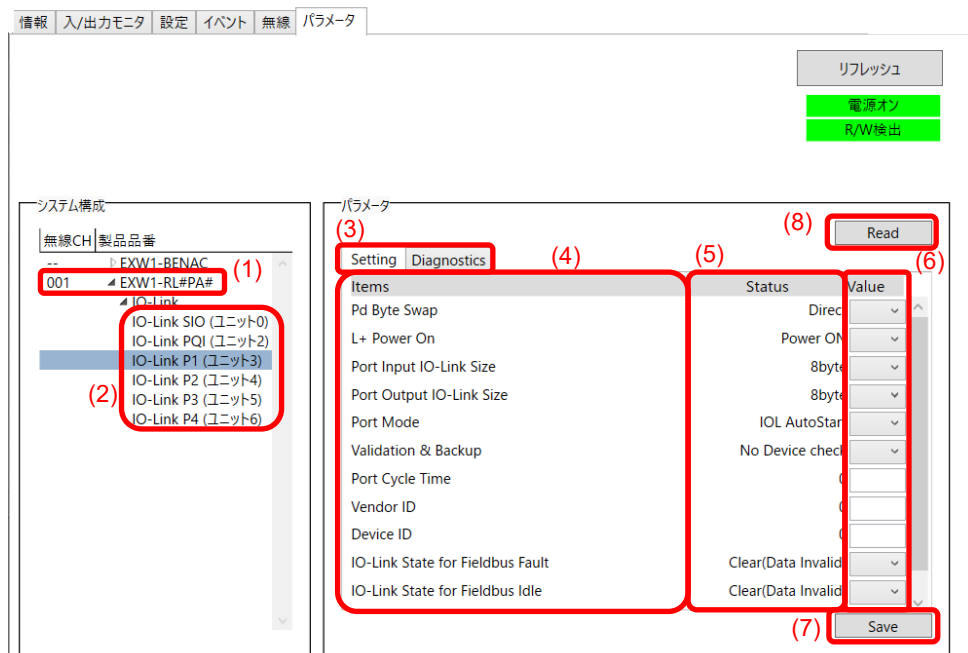 情報 入/出力モニタ 設定 イベント 無線 パラメータ
リフレッシュ
電源オン
R/W検出
システム構成
無線CH 製品品番
-- EXW1-BENAC
001 EXW1-RL#PA# (1)
IO-Link
IO-Link SIO (ユニット0)
IO-Link PQI (ユニット2)
IO-Link P1 (ユニット3)
IO-Link P2 (ユニット4)
(2) IO-Link P3 (ユニット5)
IO-Link P4 (ユニット6)
パラメータ
(8) Read
(3) (4) (5) (6)
Setting Diagnostics
Items Status Value
Pd Byte Swap Direc
L+ Power On Power ON
Port Input IO-Link Size 8byte
Port Output IO-Link Size 8byte
Port Mode IOL AutoStar
Validation & Backup No Device check
Port Cycle Time 0
Vendor ID 0
Device ID 0
IO-Link State for Fieldbus Fault Clear(Data Invalid
IO-Link State for Fieldbus Idle Clear(Data Invalid
(7) Save